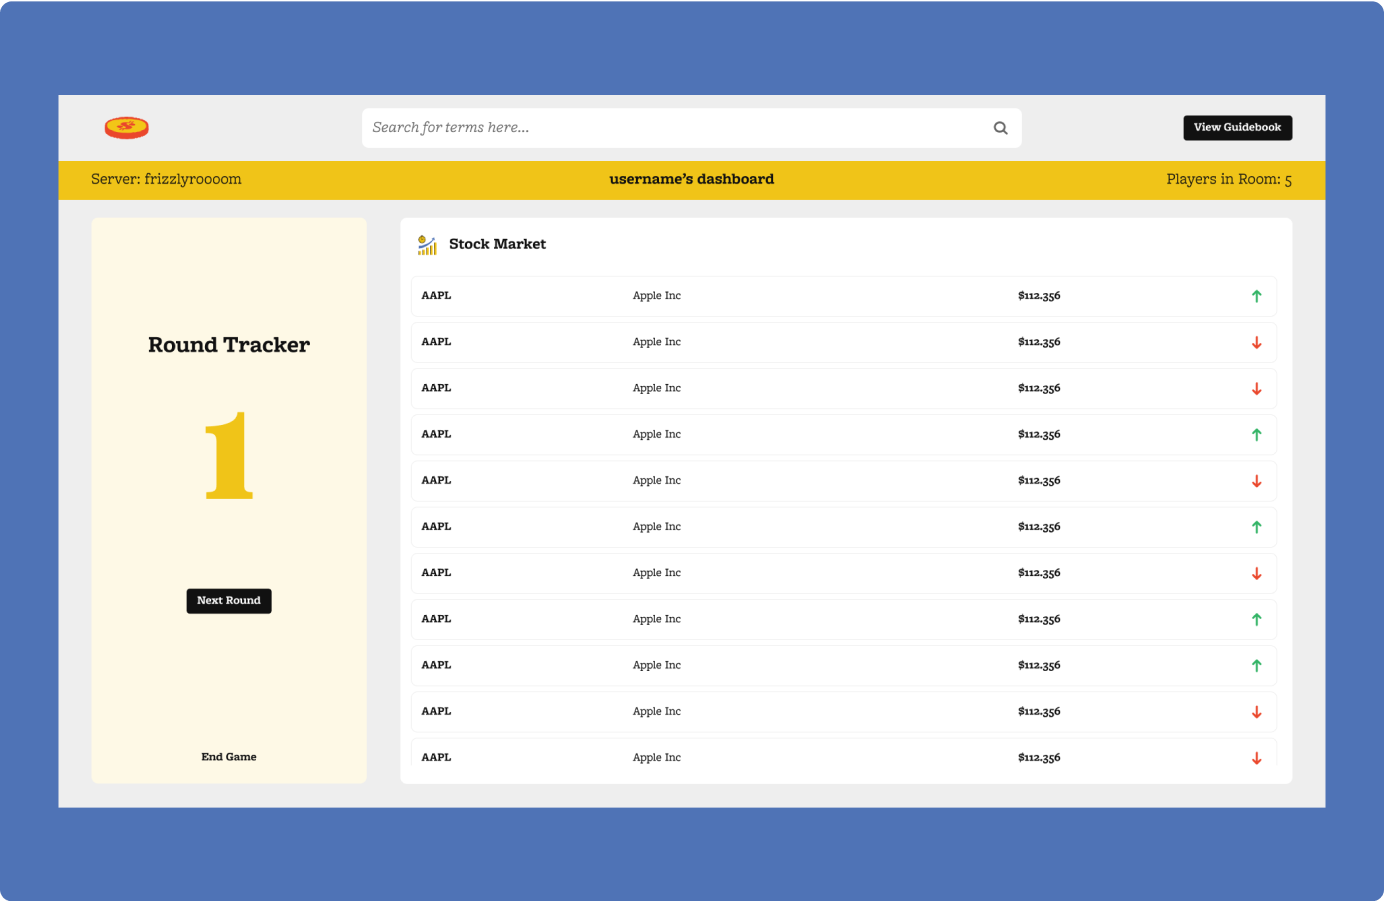 Search for terms here...
View Guidebook
Server: frizzlyroooom
username's dashboard
Players in Room: 5
Round Tracker
1
Next Round
End Game
Stock Market
AAPL Apple Inc $112.356
AAPL Apple Inc $112.356
AAPL Apple Inc $112.356
AAPL Apple Inc $112.356
AAPL Apple Inc $112.356
AAPL Apple Inc $112.356
AAPL Apple Inc $112.356
AAPL Apple Inc $112.356
AAPL Apple Inc $112.356
AAPL Apple Inc $112.356
AAPL Apple Inc $112.356